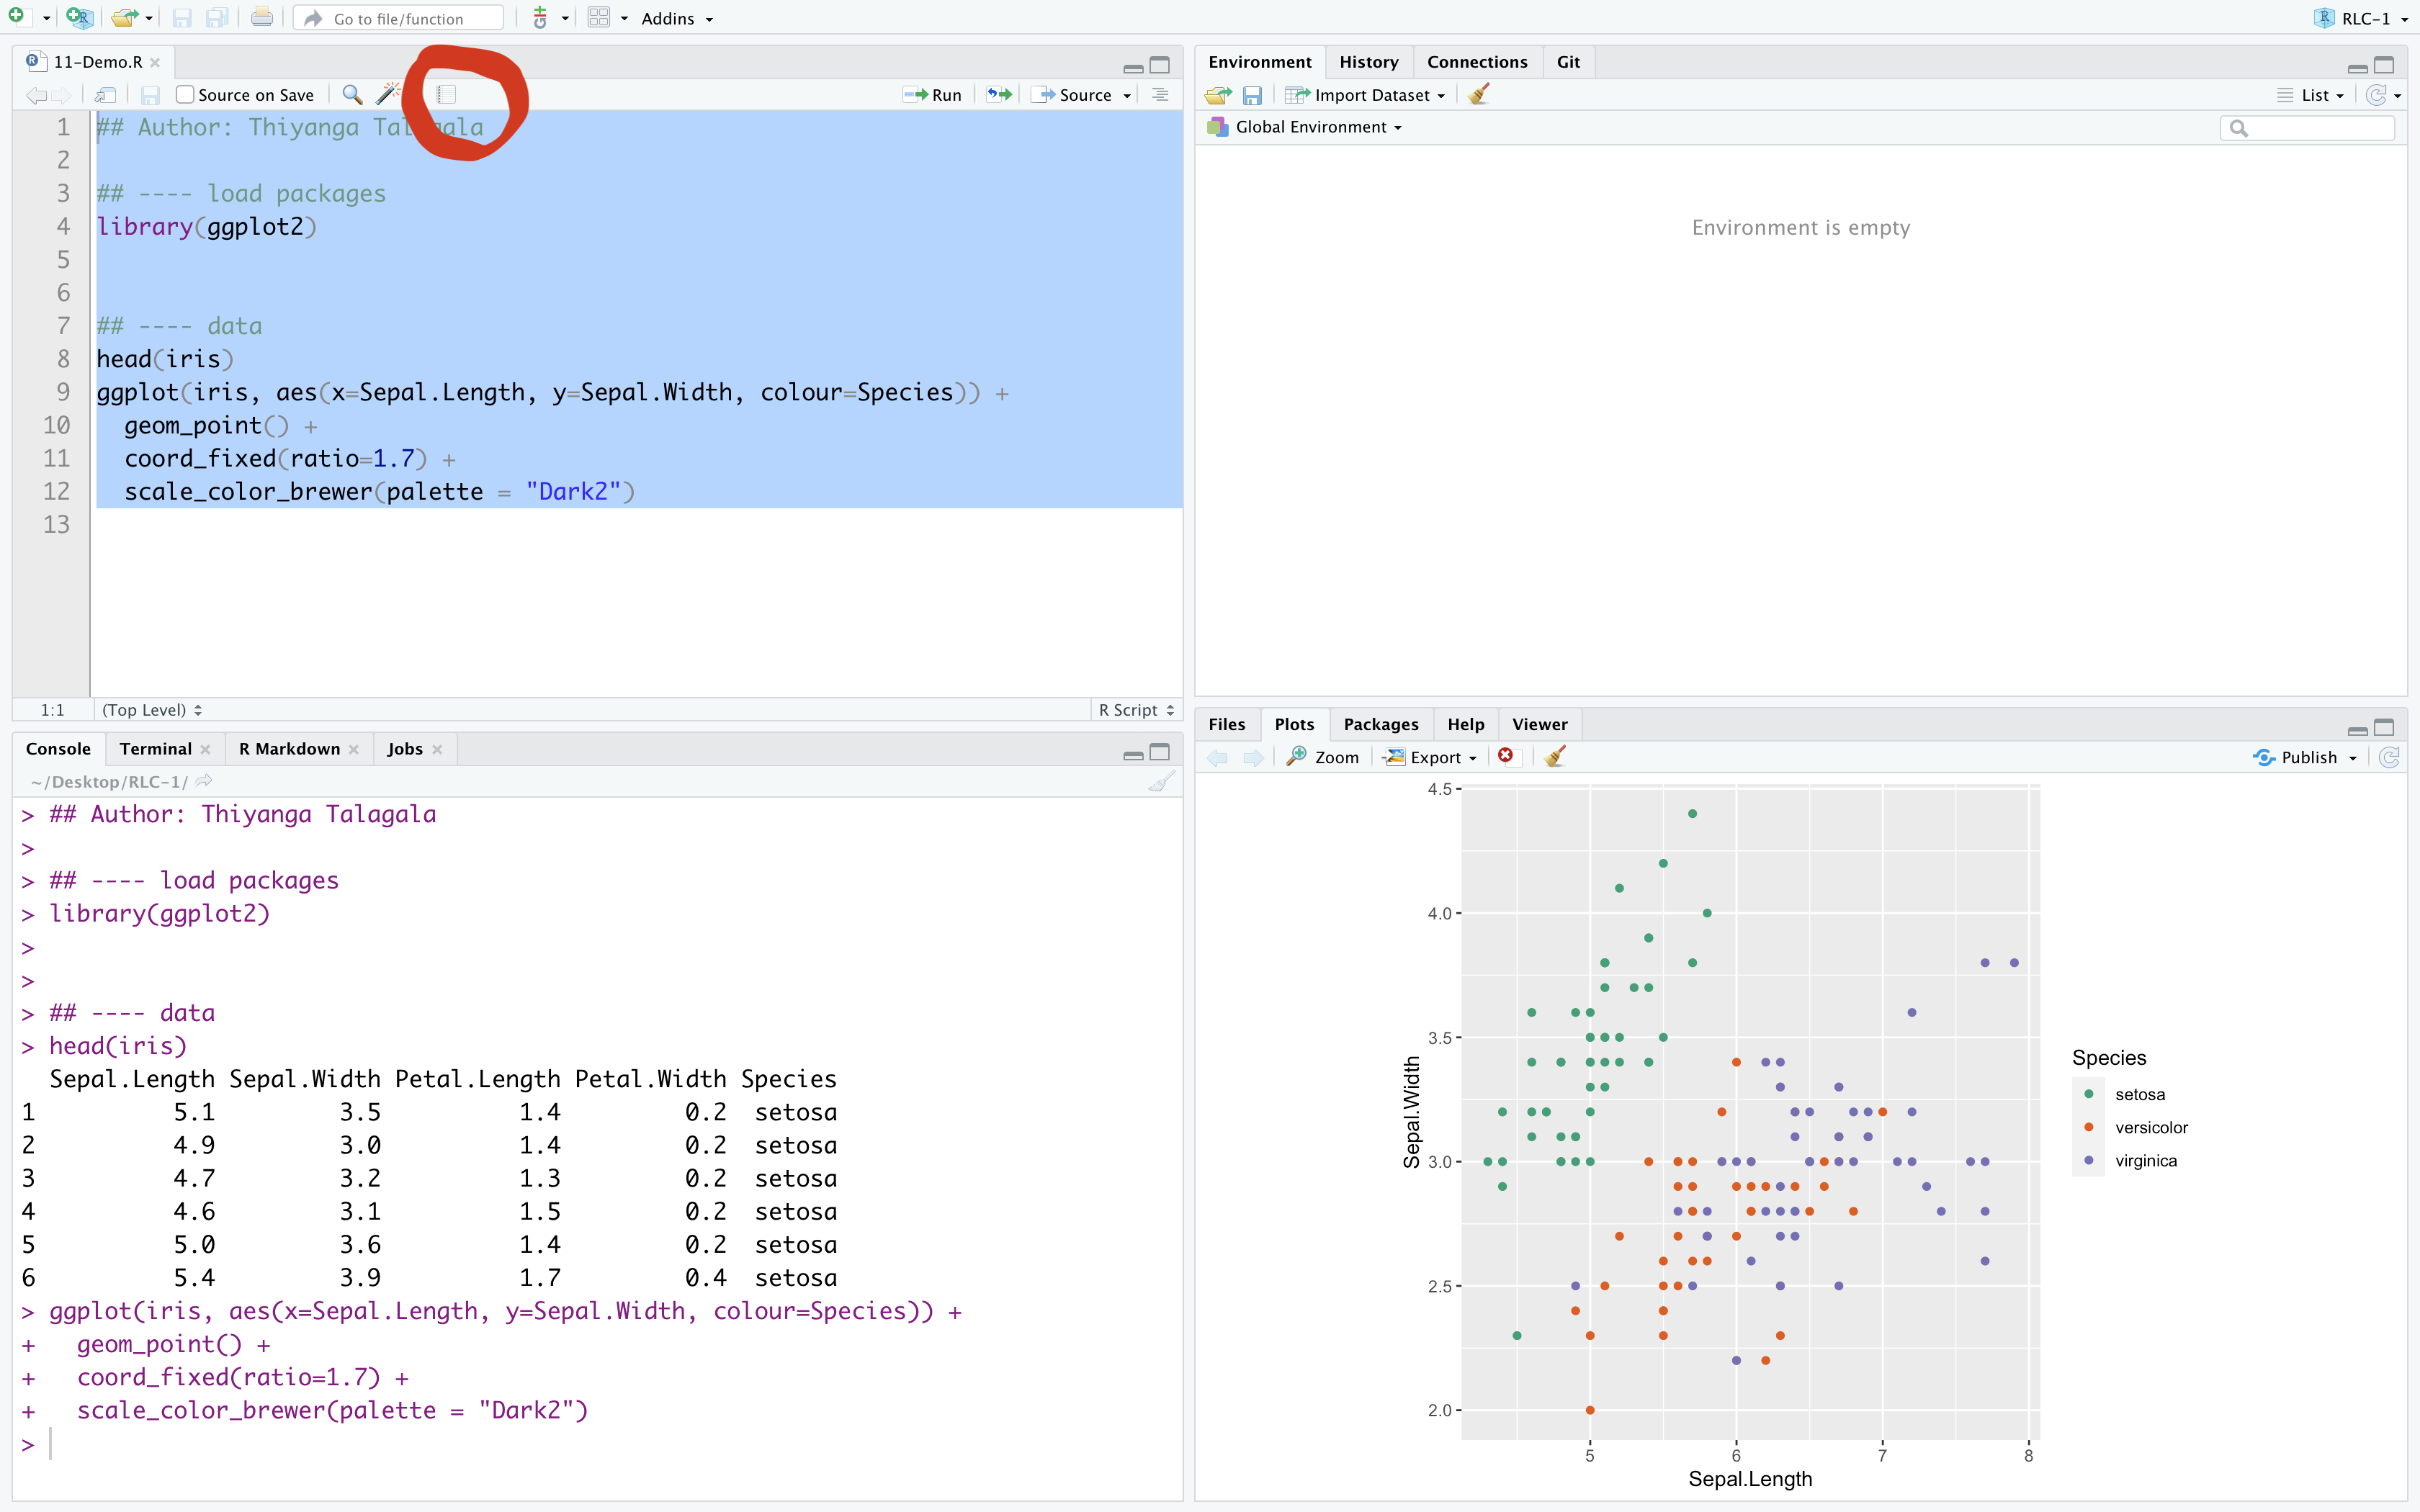 Go to file/function
Addins
RLC-1
11-Demo.R
Source on Save
Run
Source
1 ## Author: Thiyanga Talagala
2
3 ## ---- load packages
4 library(ggplot2)
5
6
7 ## ---- data
8 head(iris)
9 ggplot(iris, aes(x=Sepal.Length, y=Sepal.Width, colour=Species)) +
10 geom_point() +
11 coord_fixed(ratio=1.7) +
12 scale_color_brewer(palette = "Dark2")
13
1:1 (Top Level) R Script
Console Terminal R Markdown Jobs
~/Desktop/RLC-1/
> ## Author: Thiyanga Talagala
>
> ## ---- load packages
> library(ggplot2)
>
>
> ## ---- data
> head(iris)
Sepal.Length Sepal.Width Petal.Length Petal.Width Species
1 5.1 3.5 1.4 0.2 setosa
2 4.9 3.0 1.4 0.2 setosa
3 4.7 3.2 1.3 0.2 setosa
4 4.6 3.1 1.5 0.2 setosa
5 5.0 3.6 1.4 0.2 setosa
6 5.4 3.9 1.7 0.4 setosa
> ggplot(iris, aes(x=Sepal.Length, y=Sepal.Width, colour=Species)) +
+ geom_point() +
+ coord_fixed(ratio=1.7) +
+ scale_color_brewer(palette = "Dark2")
>
Environment History Connections Git
Import Dataset List
Global Environment
Environment is empty
Files Plots Packages Help Viewer
Zoom Export Publish
4.5
4.0
3.5
3.0
2.5
2.0
Sepal.Width
5 6 7 8
Sepal.Length
Species
setosa
versicolor
virginica